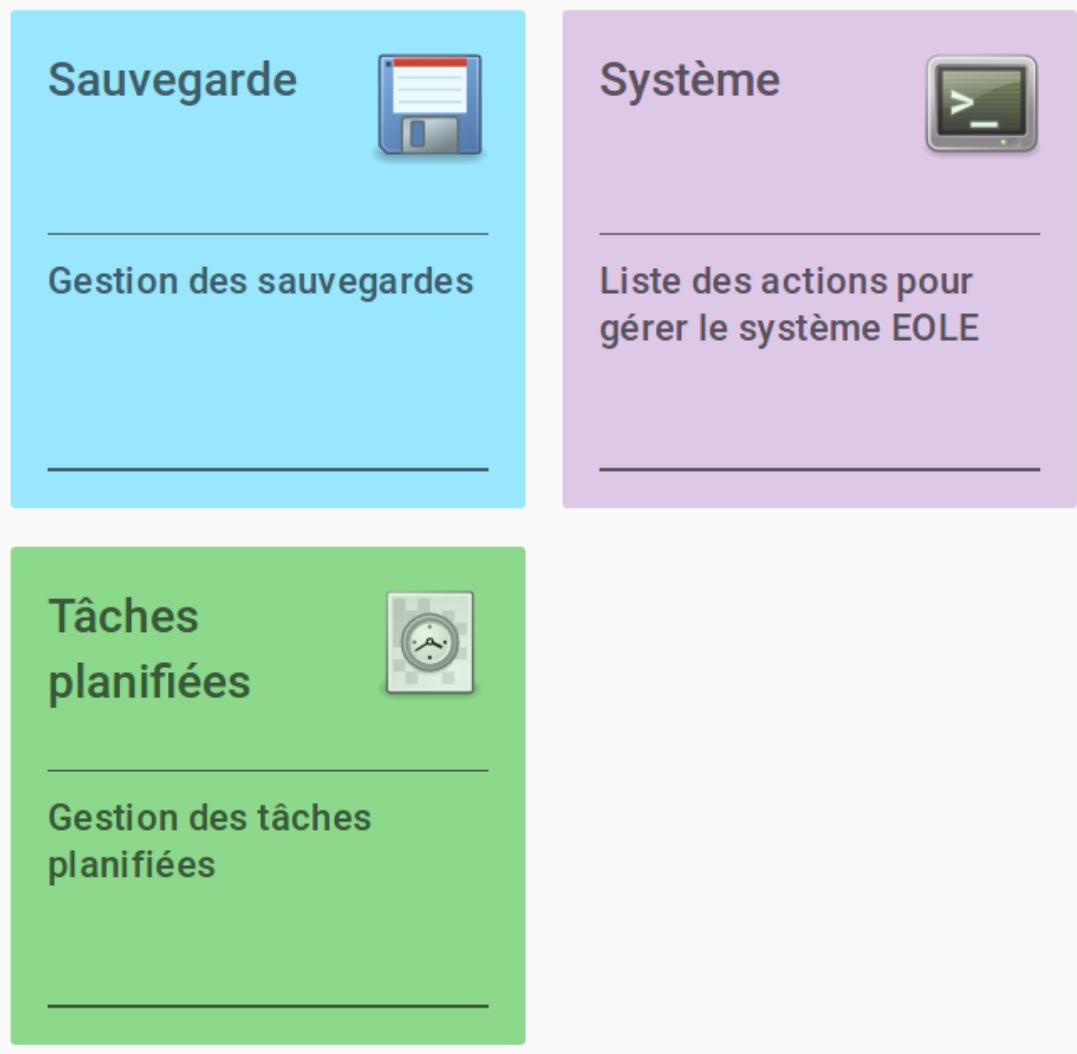 Sauvegarde
Gestion des sauvegardes
Système
>_
Liste des actions pour
gérer le système EOLE
Tâches
planifiées
Gestion des tâches
planifiées